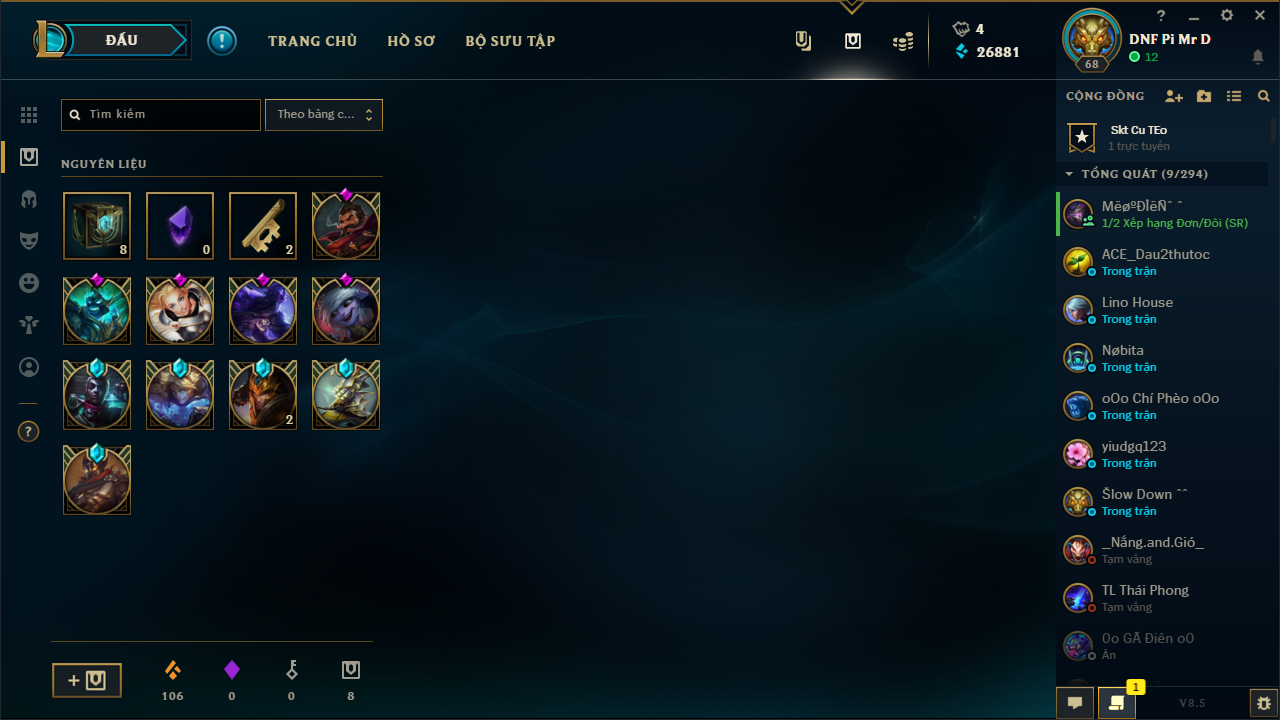 ĐẤU
TRANG CHỦ
HỒ SƠ
BỘ SƯU TẬP
4
26881
?
68
DNF Pi Mr D
12
Tìm kiếm
Theo bảng c...
NGUYÊN LIỆU
8
0
2
2
?
106
0
0
8
CỘNG ĐỒNG
Skt Cu TEo
1 trực tuyến
TỔNG QUÁT (9/294)
MëøºÐÌëÑˆ ˆ
1/2 Xếp hạng Đơn/Đôi (SR)
ACE_Dau2thutoc
Trong trận
Lino House
Trong trận
Nøbita
Trong trận
oOo Chí Phèo oOo
Trong trận
yiudgq123
Trong trận
Šlow Down ˆˆ
Trong trận
_Nắng.and.Gió_
Tạm vắng
TL Thái Phong
Tạm vắng
0o GÃ Điên o0
Ẩn
1
V8.5